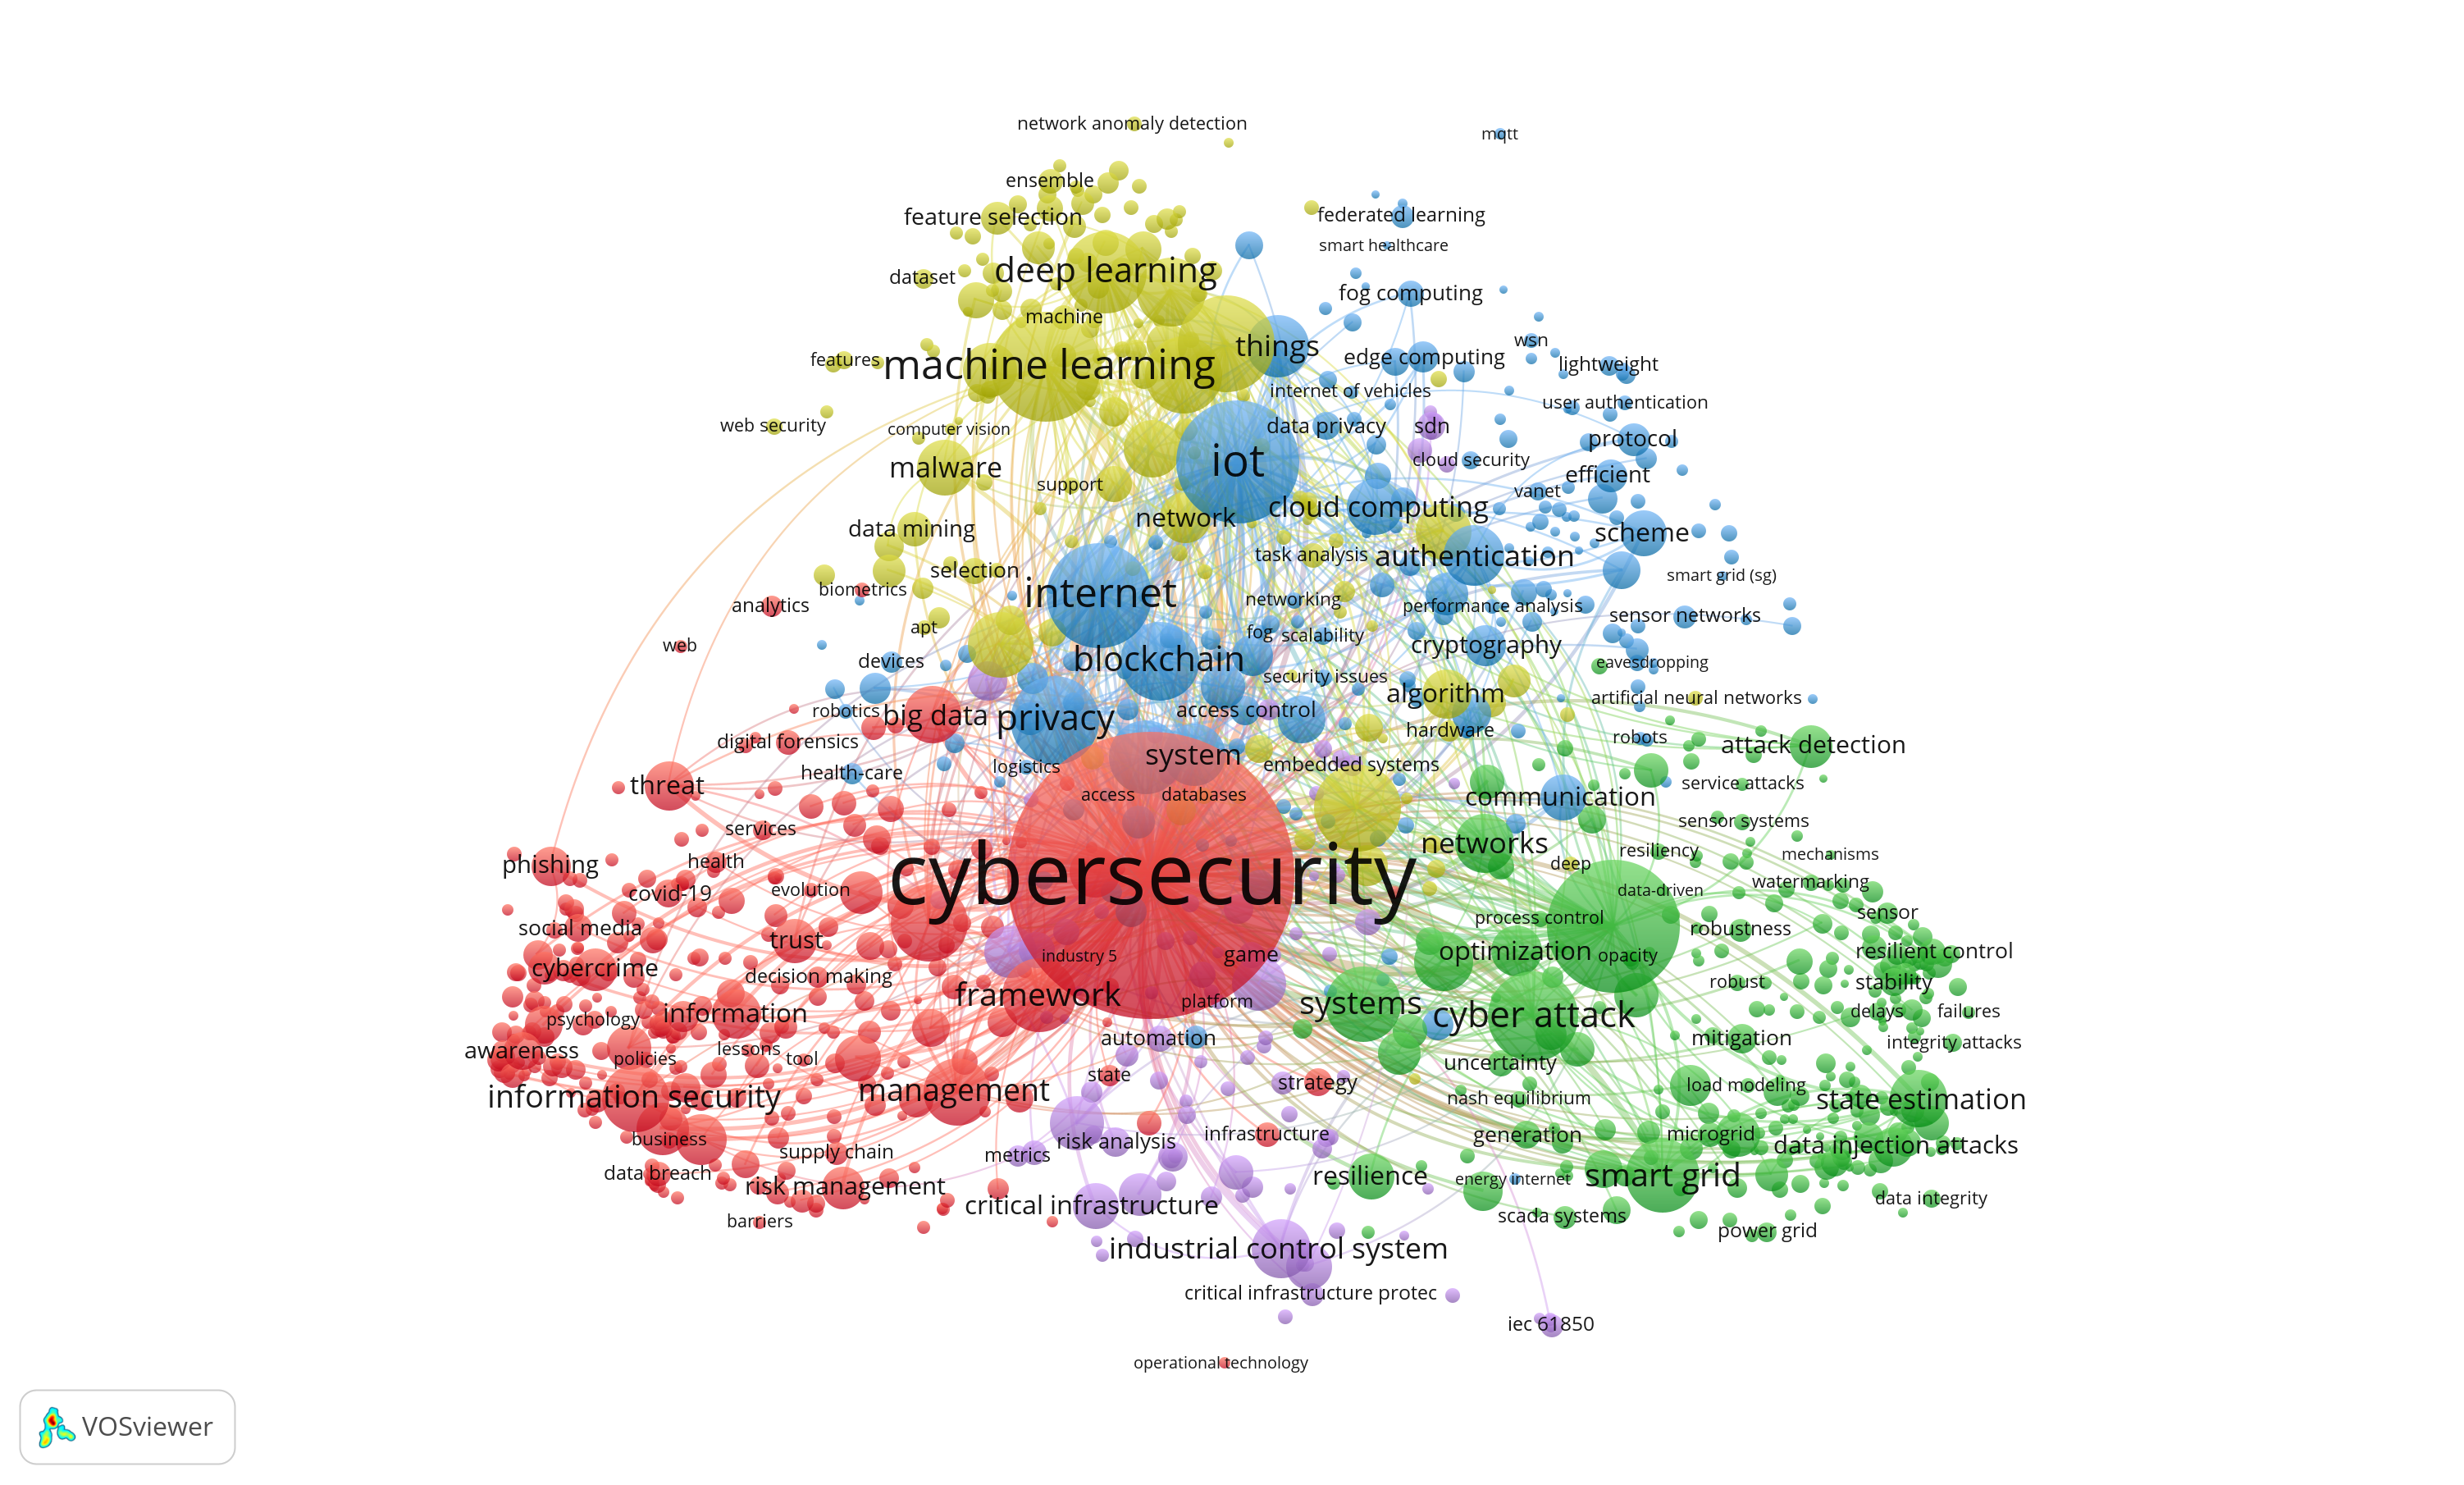 network anomaly detection
mqtt
ensemble
feature selection
federated learning
smart healthcare
deep learning
dataset
fog computing
machine
things
wsn
features
machine learning
edge computing
lightweight
internet of vehicles
user authentication
web security
computer vision
data privacy
sdn
protocol
malware
iot
cloud security
efficient
support
vanet
data mining
network
cloud computing
scheme
task analysis
authentication
selection
smart grid (sg)
biometrics
internet
analytics
networking
performance analysis
sensor networks
apt
fog
scalability
web
cryptography
devices
blockchain
eavesdropping
security issues
algorithm
artificial neural networks
robotics
big data
privacy
access control
hardware
robots
digital forensics
system
attack detection
logistics
embedded systems
health-care
threat
access
databases
communication
service attacks
services
sensor systems
networks
resiliency
mechanisms
phishing
health
deep
covid-19
evolution
cybersecurity
data-driven
watermarking
process control
sensor
social media
trust
robustness
industry 5
game
optimization
opacity
resilient control
cybercrime
decision making
robust
stability
framework
platform
systems
information
cyber attack
delays
failures
psychology
automation
mitigation
integrity attacks
awareness
policies
lessons
tool
uncertainty
state
strategy
load modeling
information security
management
nash equilibrium
state estimation
business
risk analysis
infrastructure
generation
microgrid
data injection attacks
supply chain
metrics
data breach
risk management
resilience
energy internet
smart grid
critical infrastructure
scada systems
data integrity
barriers
power grid
industrial control system
critical infrastructure protec
iec 61850
operational technology
VOSviewer